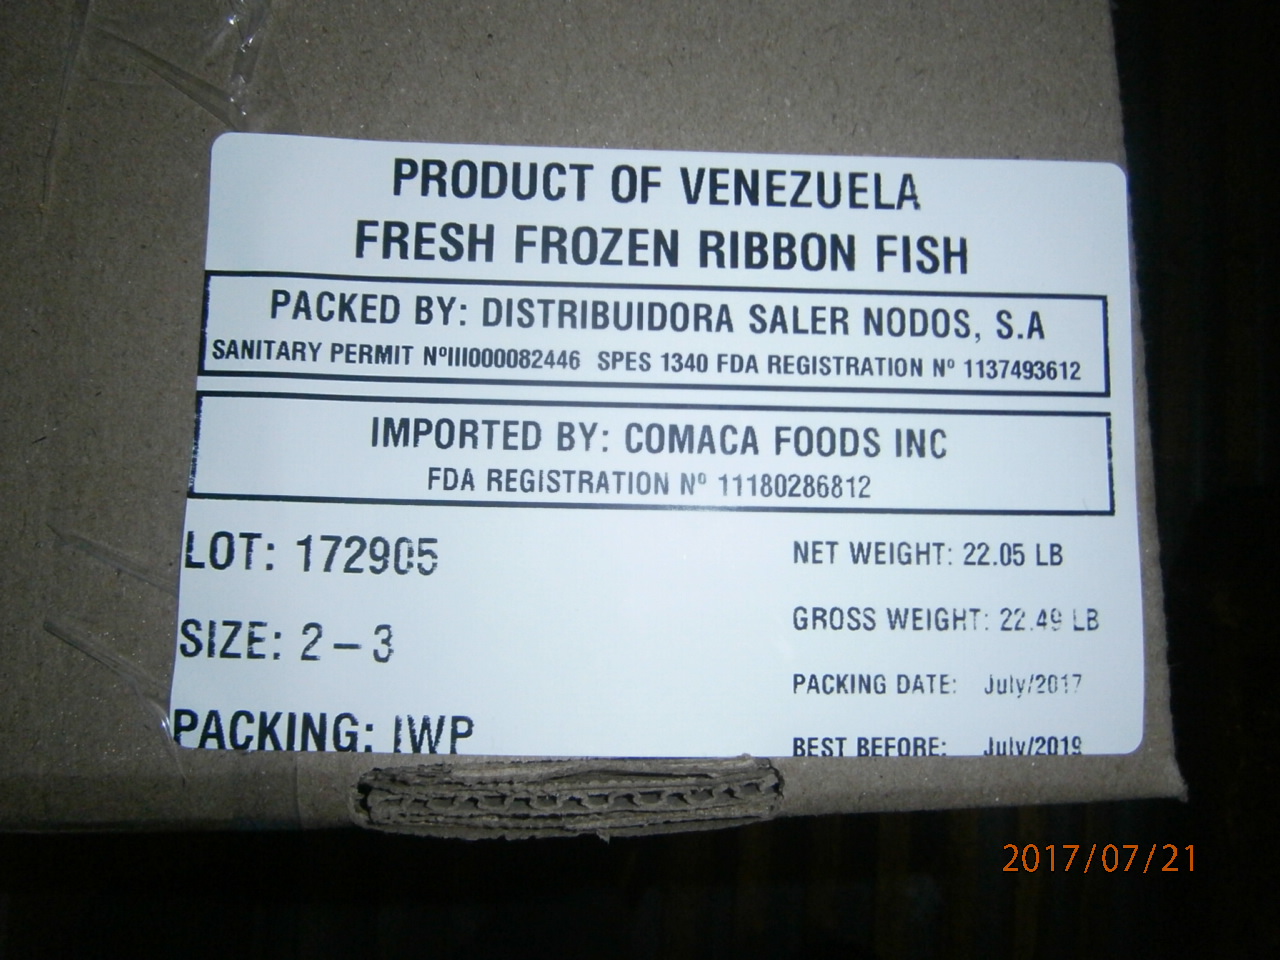 PRODUCT OF VENEZUELA
FRESH FROZEN RIBBON FISH
PACKED BY: DISTRIBUIDORA SALER NODOS, S.A
SANITARY PERMIT NºIII000082446 SPES 1340 FDA REGISTRATION Nº 1137493612
IMPORTED BY: COMACA FOODS INC
FDA REGISTRATION Nº 11180286812
LOT: 172905
NET WEIGHT: 22.05 LB
SIZE: 2 – 3
GROSS WEIGHT: 22.49 LB
PACKING DATE: July/2017
PACKING: IWP
BEST BEFORE: July/2019
2017/07/21